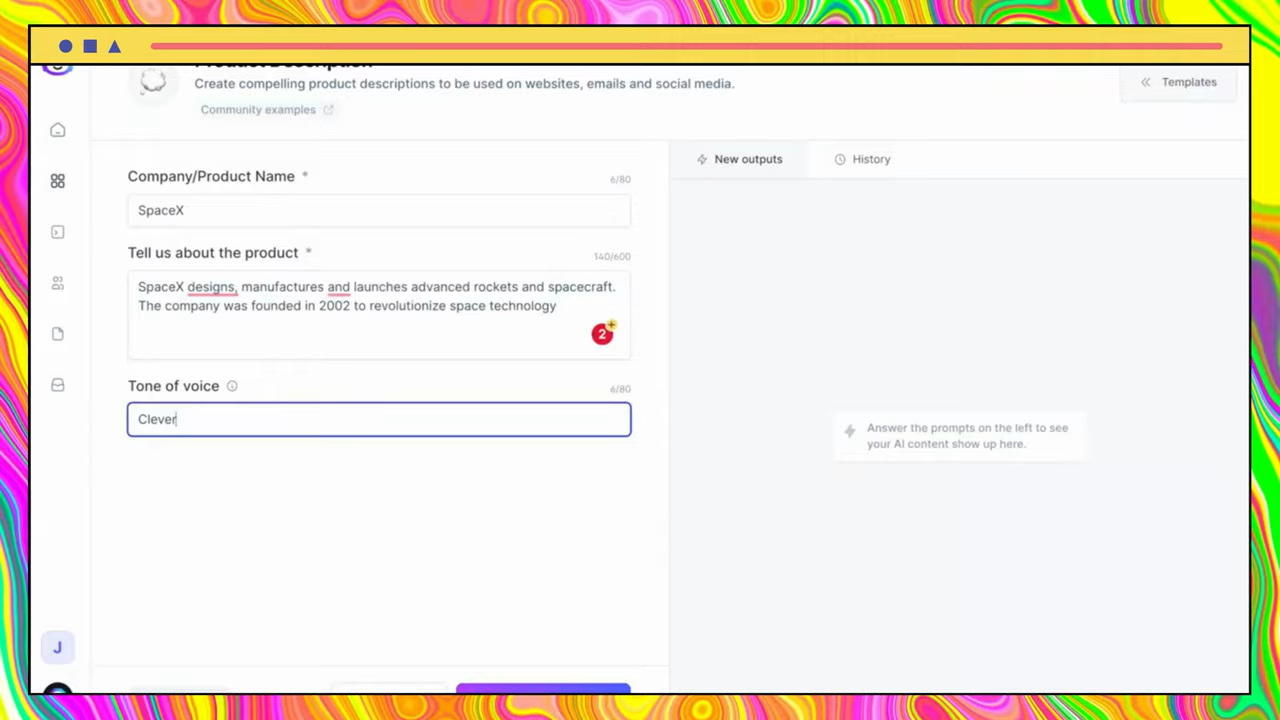 Product Description
Create compelling product descriptions to be used on websites, emails and social media.
Templates
Community examples
New outputs
History
Company/Product Name *
6/80
SpaceX
Tell us about the product *
140/600
SpaceX designs, manufactures and launches advanced rockets and spacecraft.
The company was founded in 2002 to revolutionize space technology
2
Tone of voice
6/80
Clever
Answer the prompts on the left to see
your AI content show up here.
J